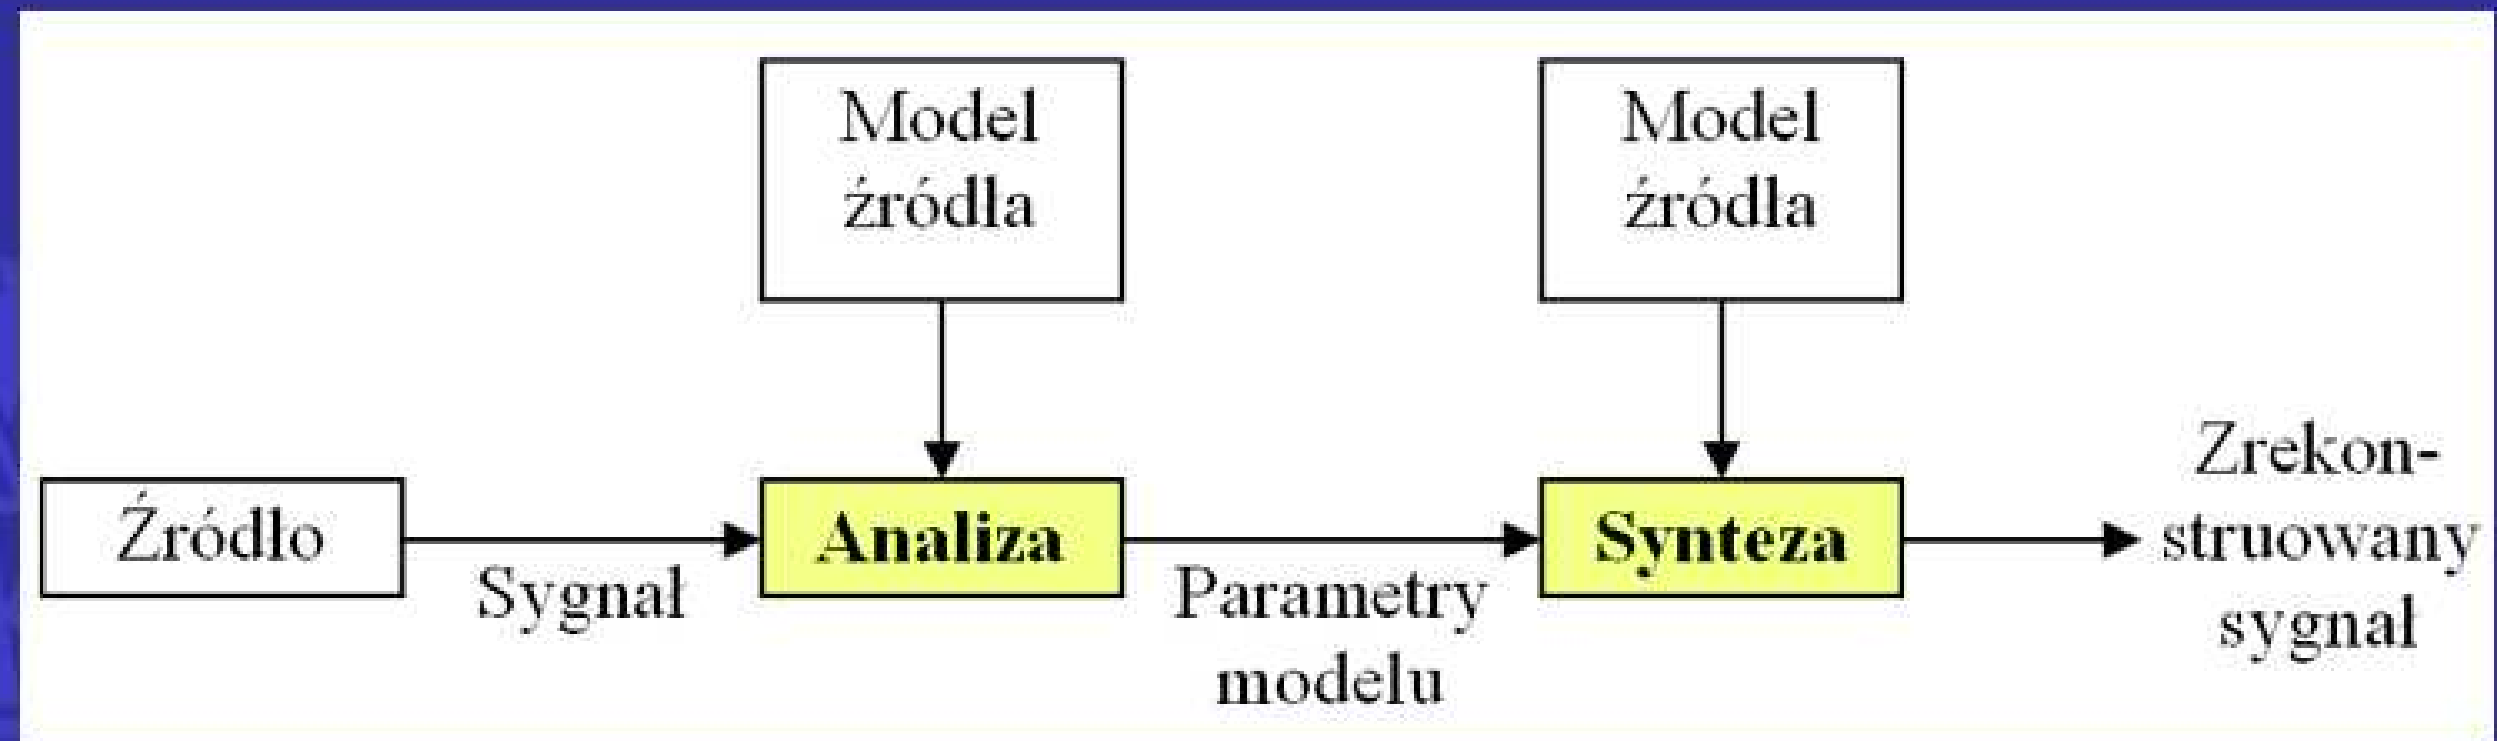 Model
źródła
Model
źródła
Źródło
Sygnał
Analiza
Parametry
modelu
Synteza
Zrekon-
struowany
sygnał